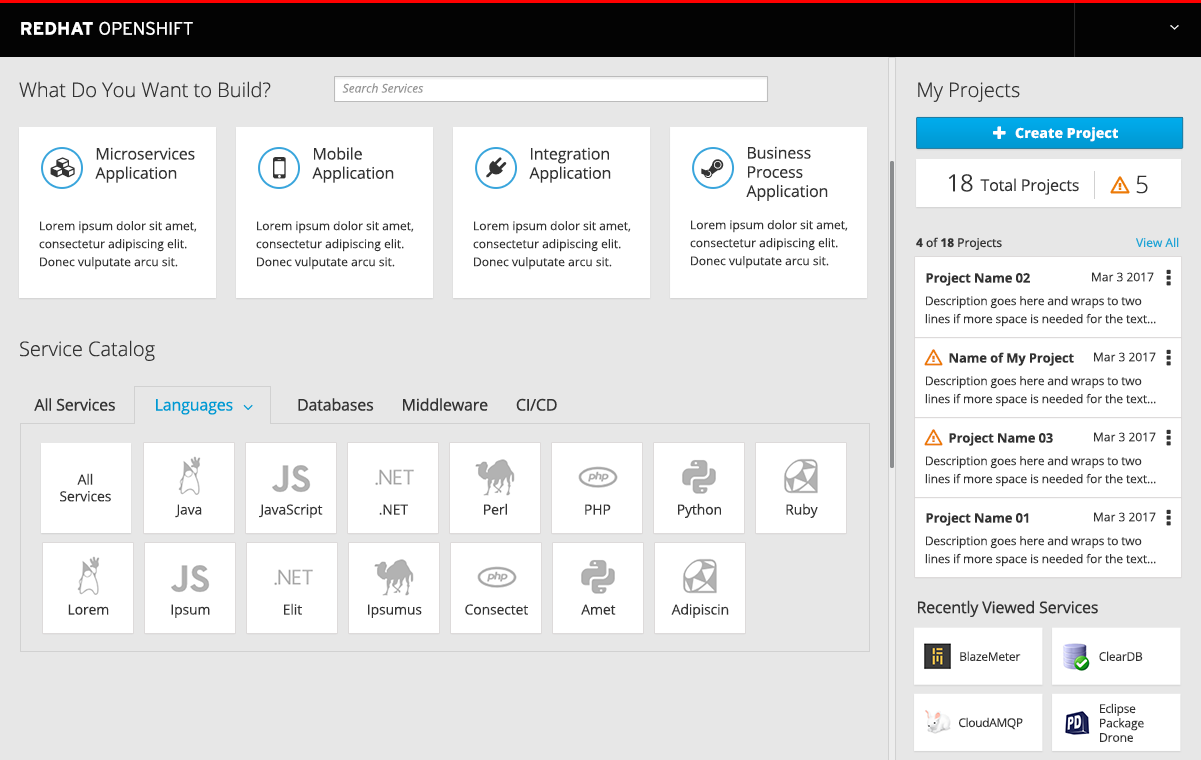 REDHAT OPENSHIFT
What Do You Want to Build?
Search Services
Microservices
Application
Lorem ipsum dolor sit amet,
consectetur adipiscing elit.
Donec vulputate arcu sit.
Mobile
Application
Lorem ipsum dolor sit amet,
consectetur adipiscing elit.
Donec vulputate arcu sit.
Integration
Application
Lorem ipsum dolor sit amet,
consectetur adipiscing elit.
Donec vulputate arcu sit.
Business
Process
Application
Lorem ipsum dolor sit amet,
consectetur adipiscing elit.
Donec vulputate arcu sit.
Service Catalog
All Services
Languages
Databases
Middleware
CI/CD
All
Services
Java
JS
JavaScript
.NET
.NET
Perl
php
PHP
Python
Ruby
Lorem
JS
Ipsum
.NET
Elit
Ipsumus
php
Consectet
Amet
Adipiscin
My Projects
+ Create Project
18 Total Projects
5
4 of 18 Projects
View All
Project Name 02
Mar 3 2017
Description goes here and wraps to two
lines if more space is needed for the text...
Name of My Project
Mar 3 2017
Description goes here and wraps to two
lines if more space is needed for the text...
Project Name 03
Mar 3 2017
Description goes here and wraps to two
lines if more space is needed for the text...
Project Name 01
Mar 3 2017
Description goes here and wraps to two
lines if more space is needed for the text...
Recently Viewed Services
BlazeMeter
ClearDB
CloudAMQP
PD
Eclipse
Package
Drone